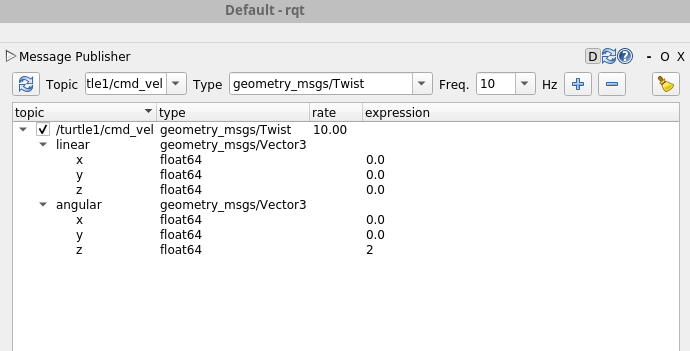 Default - rqt
Message Publisher D - O X
Topic tle1/cmd_vel Type geometry_msgs/Twist Freq. 10 Hz
topic type rate expression
/turtle1/cmd_vel geometry_msgs/Twist 10.00
linear geometry_msgs/Vector3
x float64 0.0
y float64 0.0
z float64 0.0
angular geometry_msgs/Vector3
x float64 0.0
y float64 0.0
z float64 2